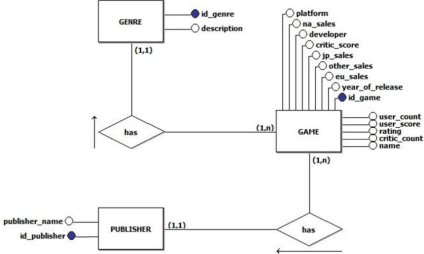 platform
na_sales
developer
critic_score
jp_sales
other_sales
eu_sales
year_of_release
id_game
GENRE
id_genre
description
(1,1)
has
(1,n)
GAME
user_count
user_score
rating
critic_count
name
(1,n)
publisher_name
id_publisher
PUBLISHER
(1,1)
has